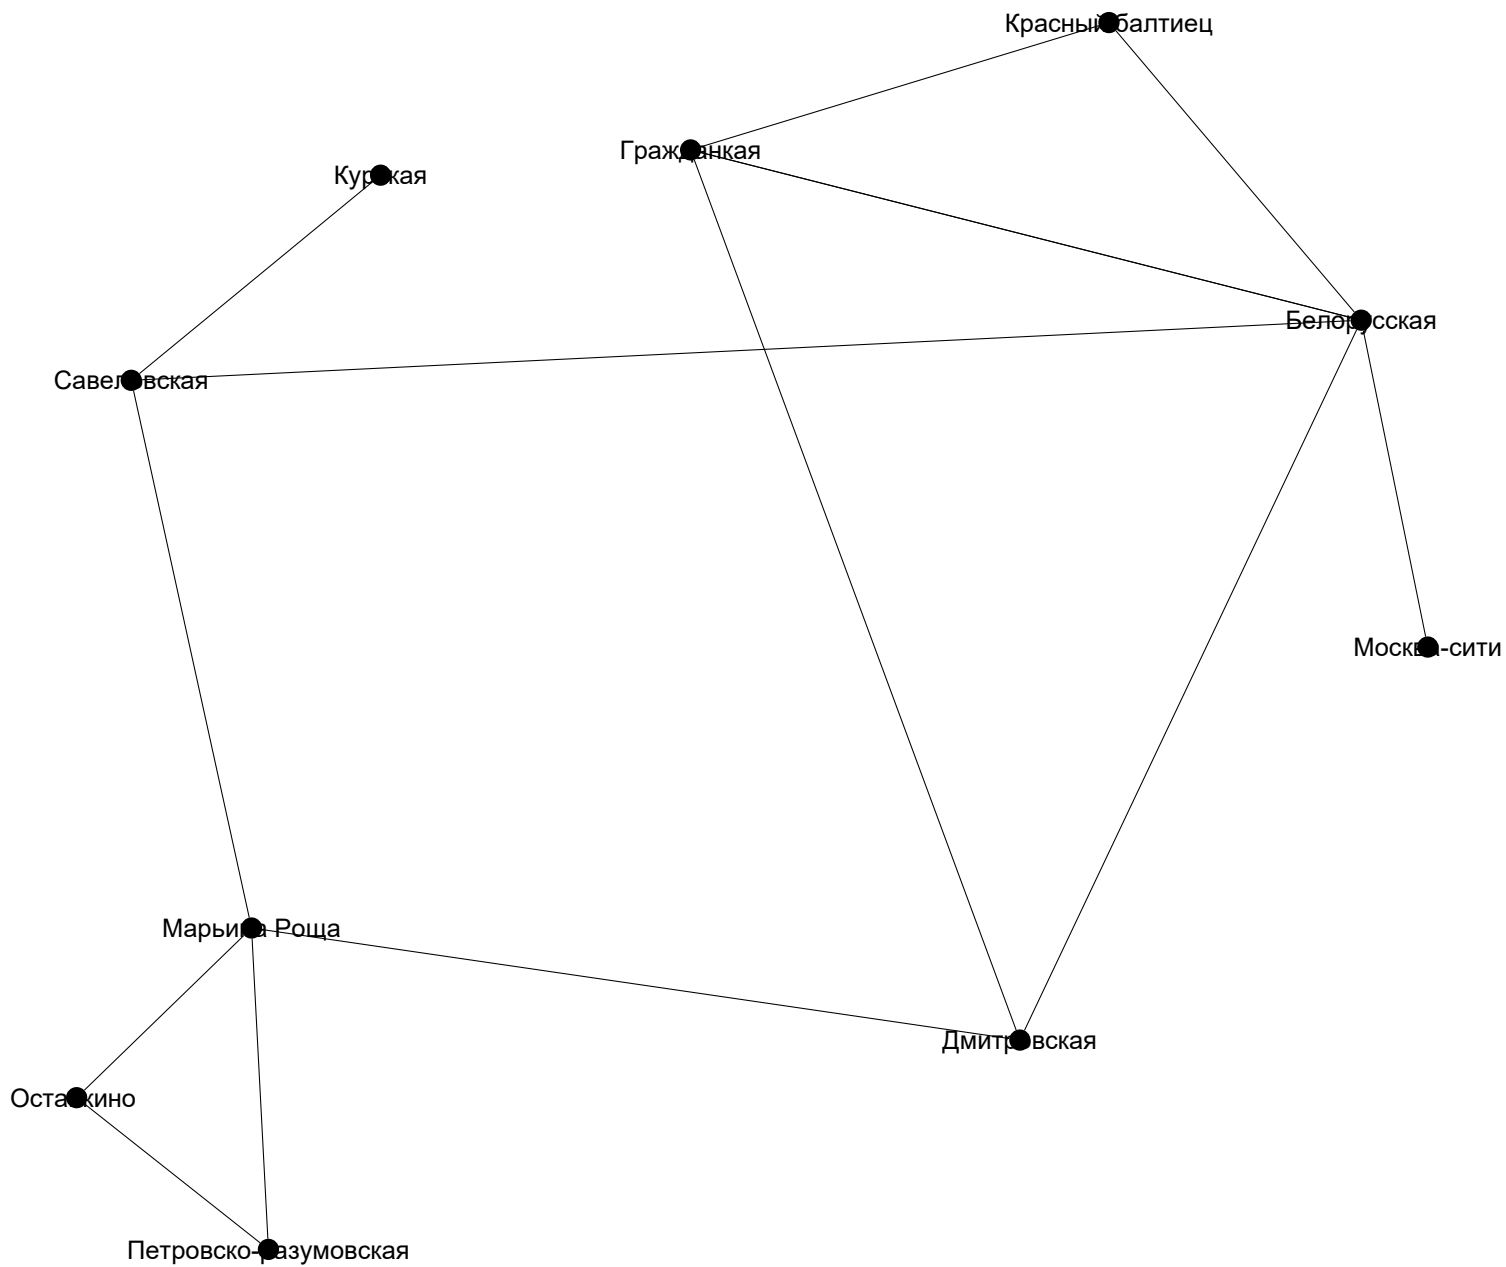 Красный балтиец
Гражданкая
Курская
Белорусская
Савеловская
Москва-сити
Марьина Роща
Дмитровская
Останкино
Петровско-разумовская